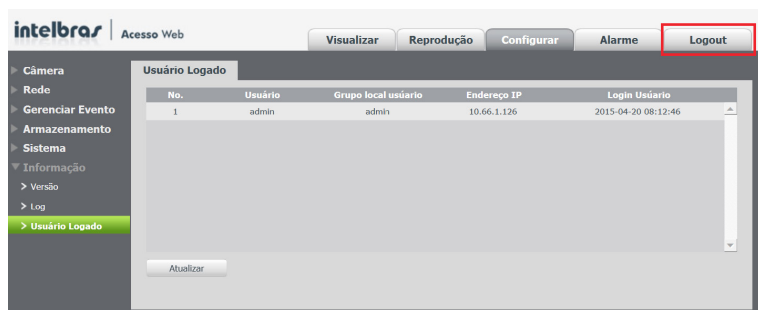 intelbras Acesso Web
Visualizar Reprodução Configurar Alarme Logout
Câmera
Rede
Gerenciar Evento
Armazenamento
Sistema
Informação
> Versão
> Log
> Usuário Logado
Usuário Logado
No. Usuário Grupo local usúario Endereço IP Login Usúario
1 admin admin 10.66.1.126 2015-04-20 08:12:46
Atualizar